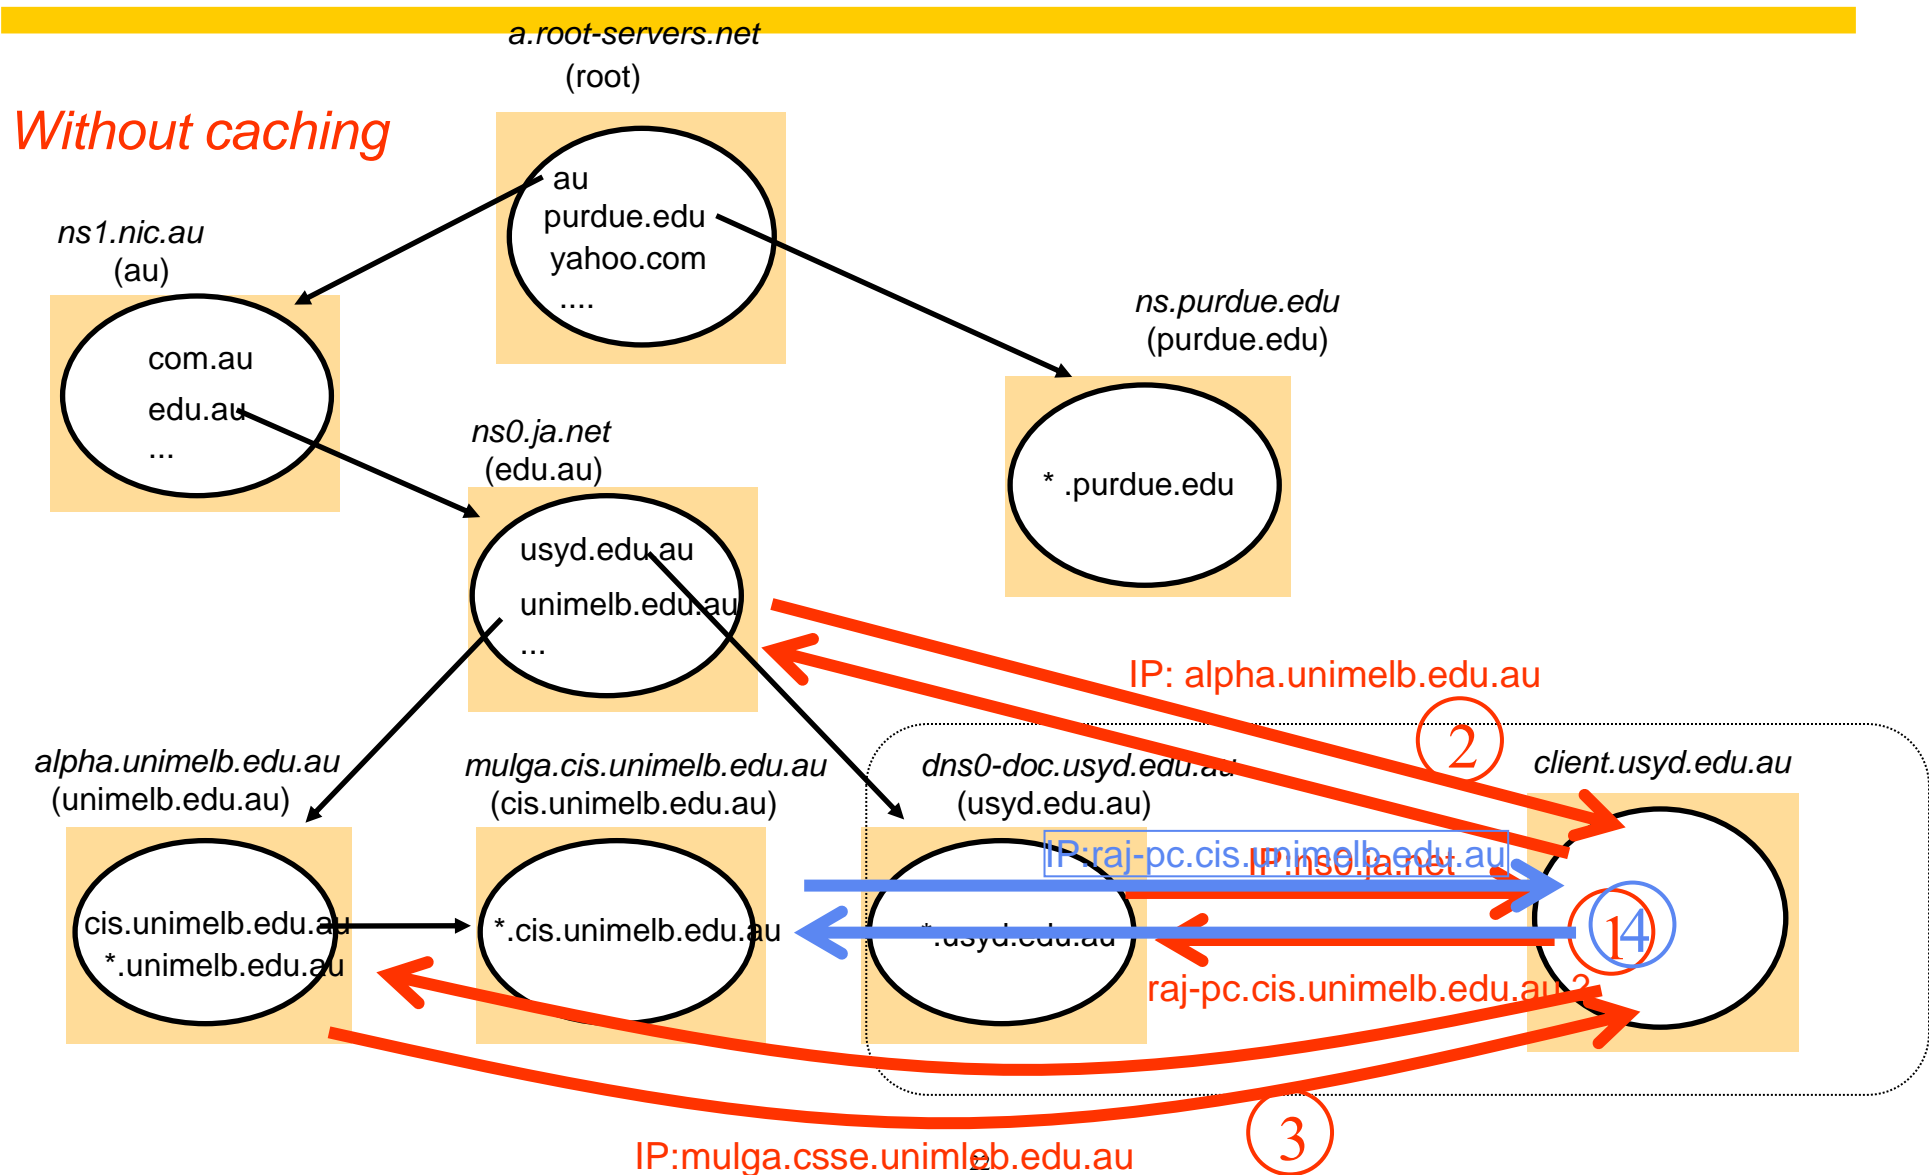 a.root-servers.net
(root)
Without caching
au
purdue.edu
yahoo.com
....
ns1.nic.au
(au)
com.au
edu.au
...
ns.purdue.edu
(purdue.edu)
* .purdue.edu
ns0.ja.net
(edu.au)
usyd.edu.au
unimelb.edu.au
...
IP: alpha.unimelb.edu.au
2
alpha.unimelb.edu.au
(unimelb.edu.au)
mulga.cis.unimelb.edu.au
(cis.unimelb.edu.au)
dns0-doc.usyd.edu.au
(usyd.edu.au)
client.usyd.edu.au
IP:raj-pc.cis.unimelb.edu.au
IP:ns0.ja.net
cis.unimelb.edu.au
*.unimelb.edu.au
*.cis.unimelb.edu.au
*.usyd.edu.au
1
4
raj-pc.cis.unimelb.edu.au ?
3
IP:mulga.csse.unimleb.edu.au
22